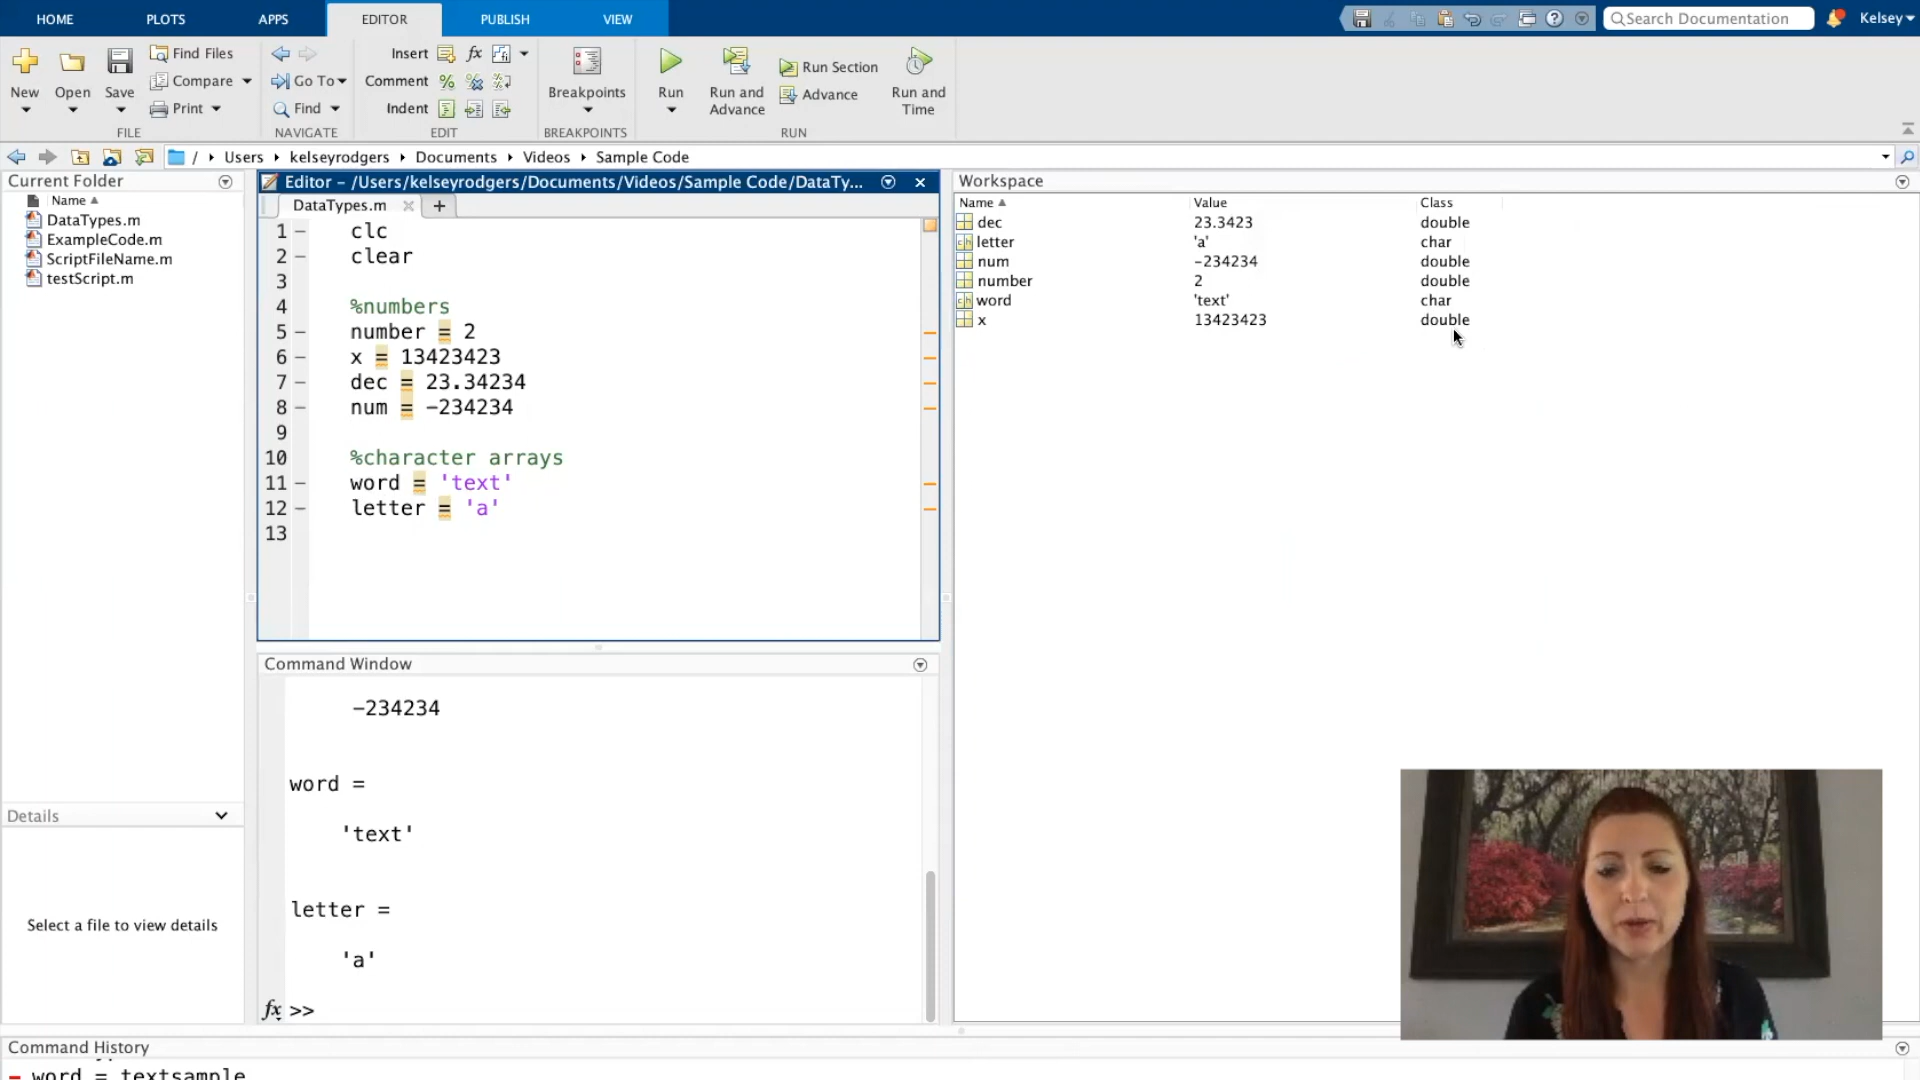 HOME PLOTS APPS EDITOR PUBLISH VIEW Search Documentation Kelsey
New Open Save
Find Files
Compare
Print
FILE
Go To
Find
NAVIGATE
Insert fx
Comment
Indent
EDIT
Breakpoints
BREAKPOINTS
Run
Run and Advance
Run Section
Advance
Run and Time
RUN
/ Users kelseyrodgers Documents Videos Sample Code
Current Folder
Name
DataTypes.m
ExampleCode.m
ScriptFileName.m
testScript.m
Details
Select a file to view details
Editor – /Users/kelseyrodgers/Documents/Videos/Sample Code/DataTy...
DataTypes.m +
1 – clc
2 – clear
3
4 %numbers
5 – number = 2
6 – x = 13423423
7 – dec = 23.34234
8 – num = -234234
9
10 %character arrays
11 – word = 'text'
12 – letter = 'a'
13
Command Window
-234234
word =
'text'
letter =
'a'
fx >>
Workspace
Name Value Class
dec 23.3423 double
letter 'a' char
num -234234 double
number 2 double
word 'text' char
x 13423423 double
Command History
word = textsample